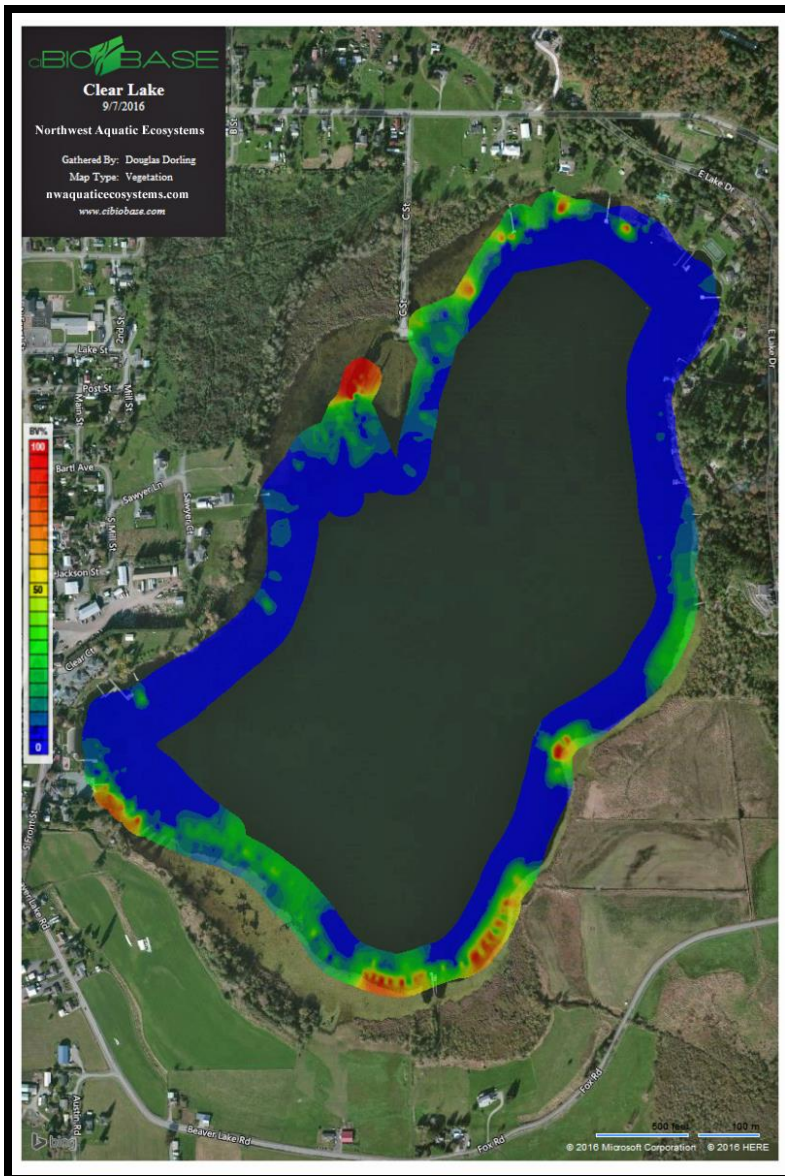 ciBIOBASE
Clear Lake
9/7/2016
Northwest Aquatic Ecosystems
Gathered By: Douglas Dorling
Map Type: Vegetation
nwaquaticecosystems.com
www.cibiobase.com
B St
C St
C St
E Lake Dr
E Lake Dr
2nd St
Lake St
Post St
Mill St
Main St
BV%
100
50
0
Bartl Ave
Sawyer Ln
Sawyer Ct
S Mill St
Jackson St
Clear Ct
S Front St
Beaver Lake Rd
Austin Rd
Fox Rd
Fox Rd
bing
500 feet
100 m
© 2016 Microsoft Corporation © 2016 HERE